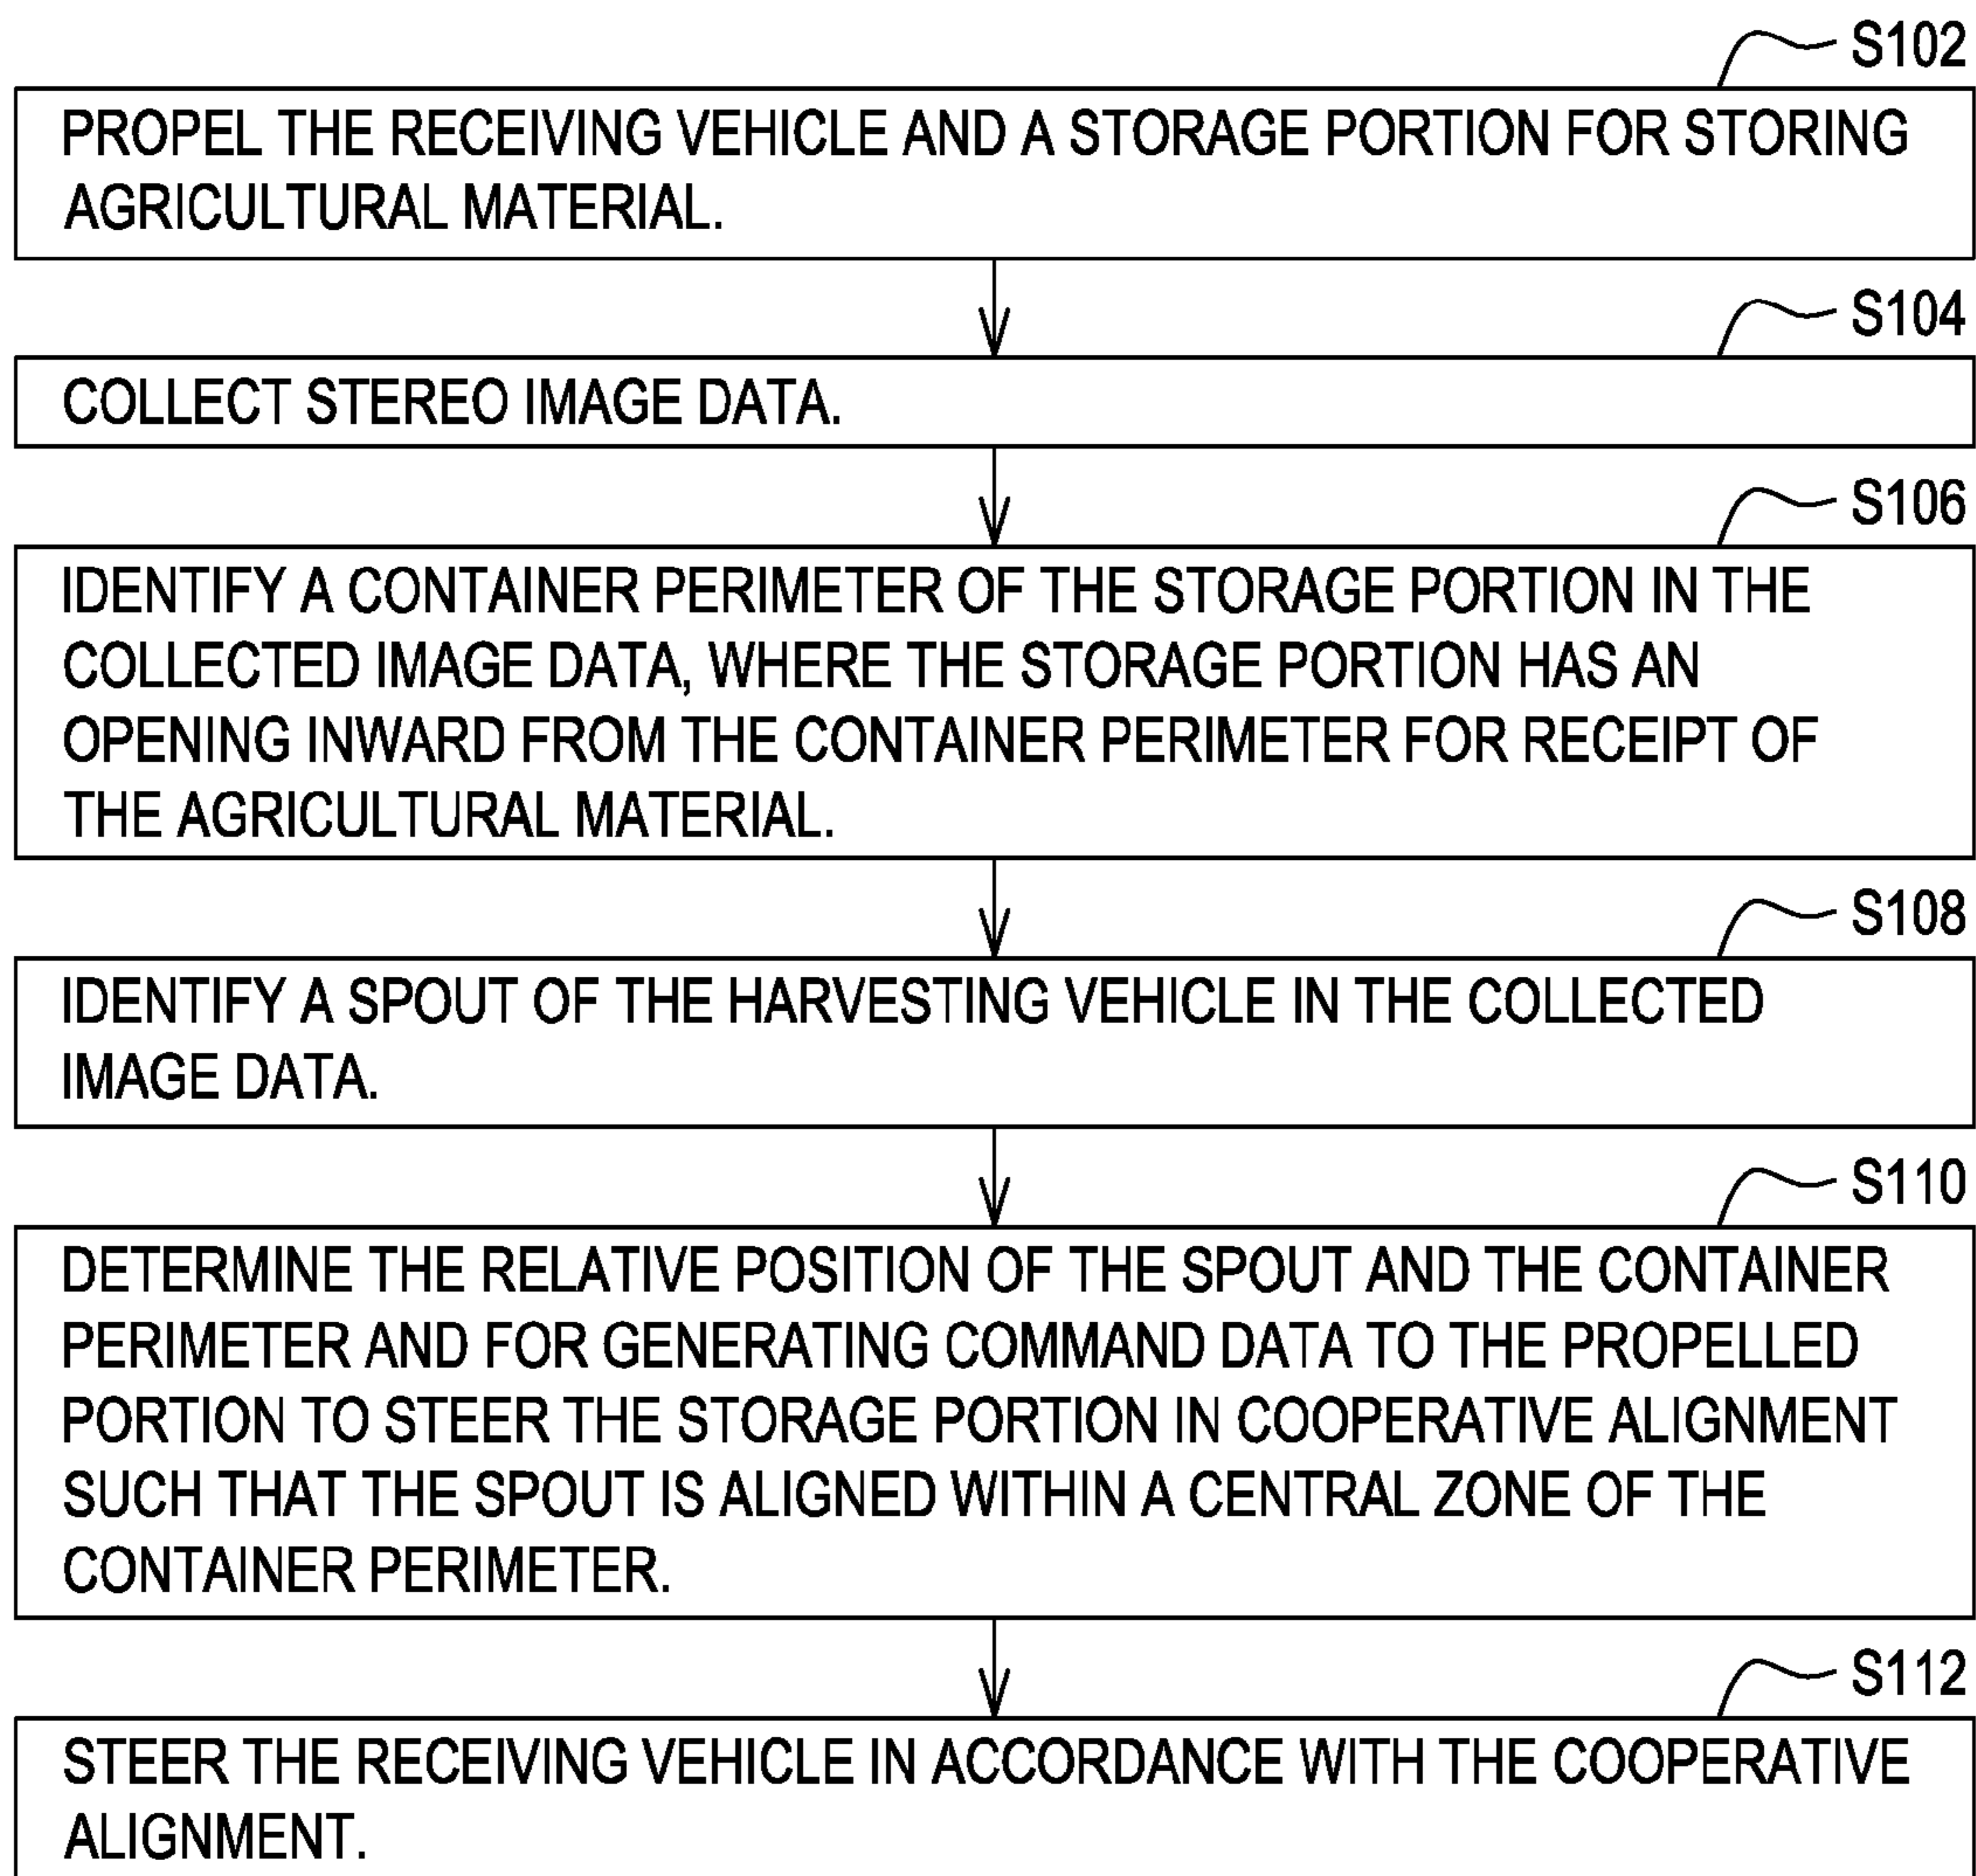 S102
PROPEL THE RECEIVING VEHICLE AND A STORAGE PORTION FOR STORING
AGRICULTURAL MATERIAL.
S104
COLLECT STEREO IMAGE DATA.
S106
IDENTIFY A CONTAINER PERIMETER OF THE STORAGE PORTION IN THE
COLLECTED IMAGE DATA, WHERE THE STORAGE PORTION HAS AN
OPENING INWARD FROM THE CONTAINER PERIMETER FOR RECEIPT OF
THE AGRICULTURAL MATERIAL.
S108
IDENTIFY A SPOUT OF THE HARVESTING VEHICLE IN THE COLLECTED
IMAGE DATA.
S110
DETERMINE THE RELATIVE POSITION OF THE SPOUT AND THE CONTAINER
PERIMETER AND FOR GENERATING COMMAND DATA TO THE PROPELLED
PORTION TO STEER THE STORAGE PORTION IN COOPERATIVE ALIGNMENT
SUCH THAT THE SPOUT IS ALIGNED WITHIN A CENTRAL ZONE OF THE
CONTAINER PERIMETER.
S112
STEER THE RECEIVING VEHICLE IN ACCORDANCE WITH THE COOPERATIVE
ALIGNMENT.